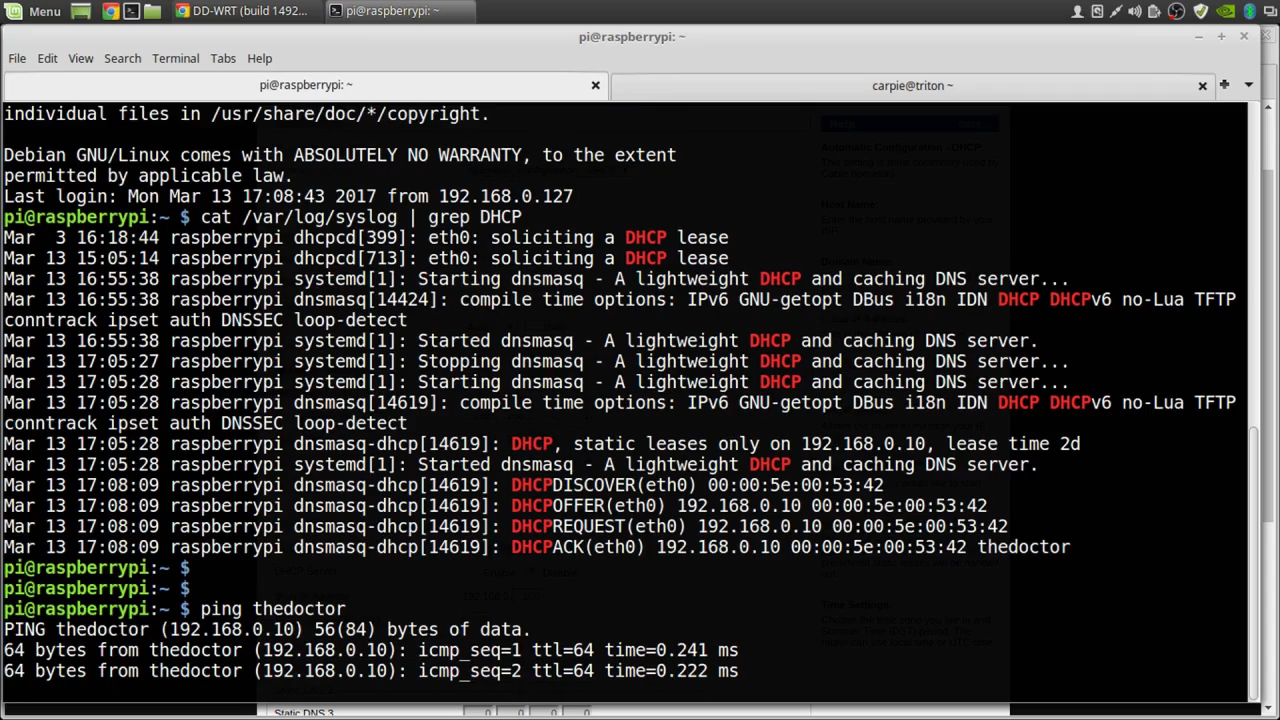 Menu
DD-WRT (build 1492...
pi@raspberrypi: ~
pi@raspberrypi: ~
File Edit View Search Terminal Tabs Help
pi@raspberrypi: ~
carpie@triton ~
individual files in /usr/share/doc/*/copyright.
Debian GNU/Linux comes with ABSOLUTELY NO WARRANTY, to the extent
permitted by applicable law.
Last login: Mon Mar 13 17:08:43 2017 from 192.168.0.127
pi@raspberrypi:~ $ cat /var/log/syslog | grep DHCP
Mar  3 16:18:44 raspberrypi dhcpcd[399]: eth0: soliciting a DHCP lease
Mar 13 15:05:14 raspberrypi dhcpcd[713]: eth0: soliciting a DHCP lease
Mar 13 16:55:38 raspberrypi systemd[1]: Starting dnsmasq - A lightweight DHCP and caching DNS server...
Mar 13 16:55:38 raspberrypi dnsmasq[14424]: compile time options: IPv6 GNU-getopt DBus i18n IDN DHCP DHCPv6 no-Lua TFTP
conntrack ipset auth DNSSEC loop-detect
Mar 13 16:55:38 raspberrypi systemd[1]: Started dnsmasq - A lightweight DHCP and caching DNS server.
Mar 13 17:05:27 raspberrypi systemd[1]: Stopping dnsmasq - A lightweight DHCP and caching DNS server...
Mar 13 17:05:28 raspberrypi systemd[1]: Starting dnsmasq - A lightweight DHCP and caching DNS server...
Mar 13 17:05:28 raspberrypi dnsmasq[14619]: compile time options: IPv6 GNU-getopt DBus i18n IDN DHCP DHCPv6 no-Lua TFTP
conntrack ipset auth DNSSEC loop-detect
Mar 13 17:05:28 raspberrypi dnsmasq-dhcp[14619]: DHCP, static leases only on 192.168.0.10, lease time 2d
Mar 13 17:05:28 raspberrypi systemd[1]: Started dnsmasq - A lightweight DHCP and caching DNS server.
Mar 13 17:08:09 raspberrypi dnsmasq-dhcp[14619]: DHCPDISCOVER(eth0) 00:00:5e:00:53:42
Mar 13 17:08:09 raspberrypi dnsmasq-dhcp[14619]: DHCPOFFER(eth0) 192.168.0.10 00:00:5e:00:53:42
Mar 13 17:08:09 raspberrypi dnsmasq-dhcp[14619]: DHCPREQUEST(eth0) 192.168.0.10 00:00:5e:00:53:42
Mar 13 17:08:09 raspberrypi dnsmasq-dhcp[14619]: DHCPACK(eth0) 192.168.0.10 00:00:5e:00:53:42 thedoctor
pi@raspberrypi:~ $
pi@raspberrypi:~ $
pi@raspberrypi:~ $ ping thedoctor
PING thedoctor (192.168.0.10) 56(84) bytes of data.
64 bytes from thedoctor (192.168.0.10): icmp_seq=1 ttl=64 time=0.241 ms
64 bytes from thedoctor (192.168.0.10): icmp_seq=2 ttl=64 time=0.222 ms
Static DNS 3